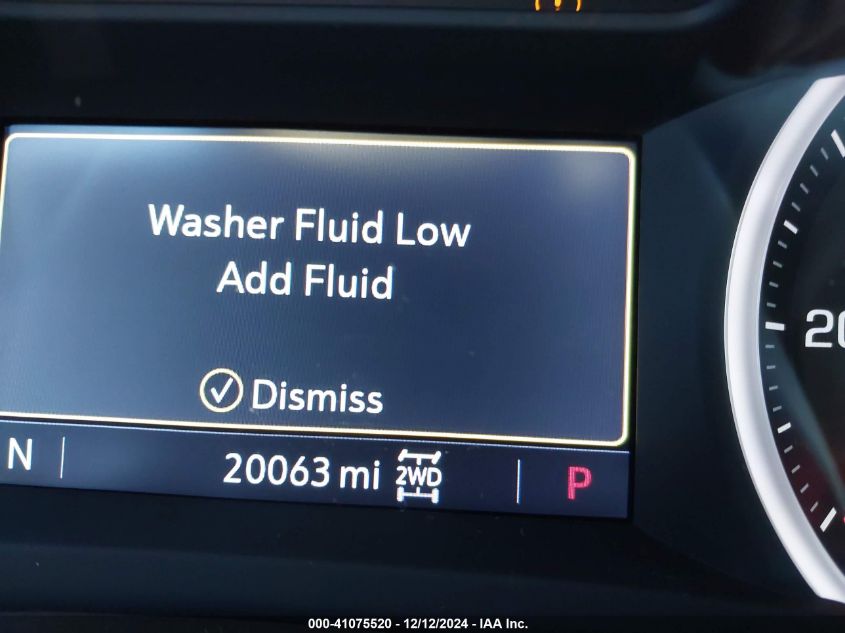 Washer Fluid Low
Add Fluid
Dismiss
N
20063 mi 2WD
P
20
000-41075520 - 12/12/2024 - IAA Inc.